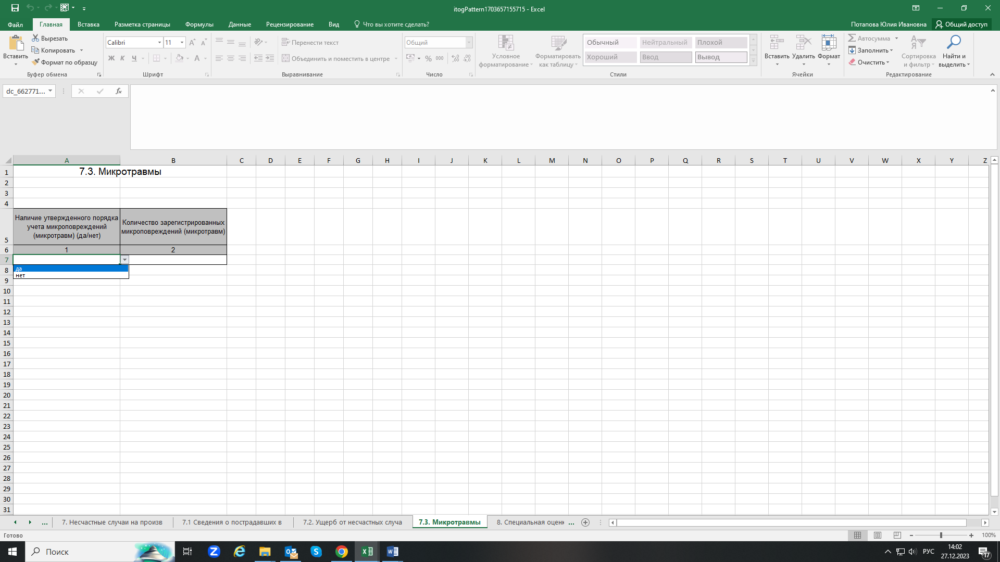 itogPattern1703657155715 - Excel
Файл Главная Вставка Разметка страницы Формулы Данные Рецензирование Вид Что вы хотите сделать? Потапова Юлия Ивановна Общий доступ
Вставить
Вырезать
Копировать
Формат по образцу
Буфер обмена
Calibri 11
Ж К Ч
Шрифт
Перенести текст
Объединить и поместить в центре
Выравнивание
Общий
% 000
Число
Условное форматирование
Форматировать как таблицу
Обычный Нейтральный Плохой
Хороший Ввод Вывод
Стили
Вставить Удалить Формат
Ячейки
Автосумма
Заполнить
Очистить
Сортировка и фильтр
Найти и выделить
Редактирование
dc_662771... fx
A B C D E F G H I J K L M N O P Q R S T U V W X Y Z
1 7.3. Микротравмы
2
3
4
5
Наличие утвержденного порядка
учета микроповреждений
(микротравм) (да/нет)
Количество зарегистрированных
микроповреждений (микротравм)
6 1 2
7
8 да
нет
9
10
11
12
13
14
15
16
17
18
19
20
21
22
23
24
25
26
27
28
29
30
31
... 7. Несчастные случаи на произв 7.1 Сведения о пострадавших в 7.2. Ущерб от несчастных случа 7.3. Микротравмы 8. Специальная оценк ...
Готово 100%
Поиск РУС 14:02
27.12.2023 17